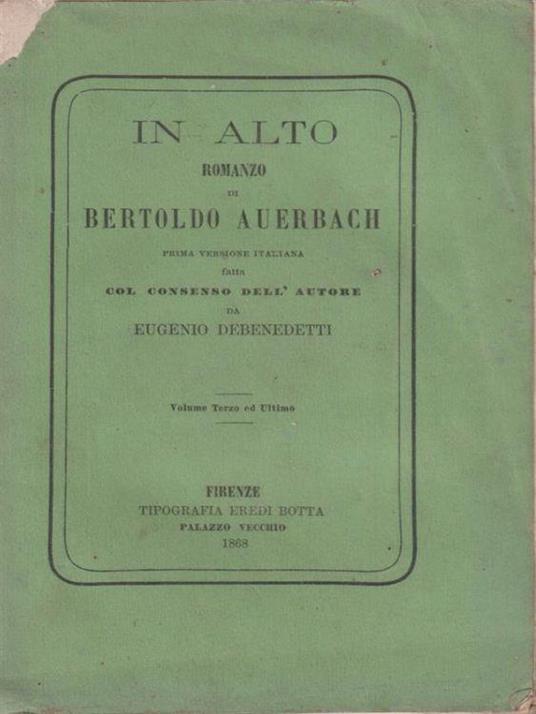 IN ALTO
ROMANZO
DI
BERTOLDO AUERBACH
PRIMA VERSIONE ITALIANA
fatta
COL CONSENSO DELL' AUTORE
DA
EUGENIO DEBENEDETTI
Volume Terzo ed Ultimo
FIRENZE
TIPOGRAFIA EREDI BOTTA
PALAZZO VECCHIO
1868